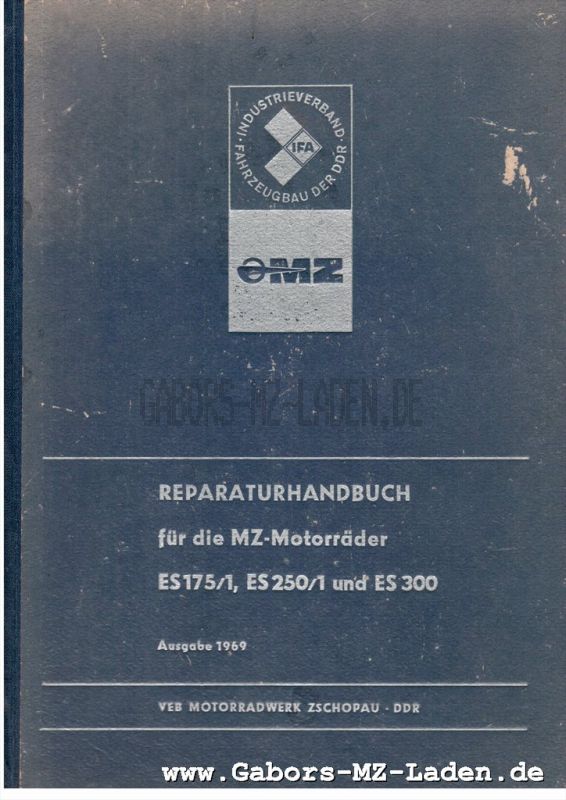 · INDUSTRIEVERBAND ·
FAHRZEUGBAU DER DDR
IFA
MZ
GABORS-MZ-LADEN.DE
REPARATURHANDBUCH
für die MZ-Motorräder
ES 175/1, ES 250/1 und ES 300
Ausgabe 1969
VEB MOTORRADWERK ZSCHOPAU · DDR
www.Gabors-MZ-Laden.de